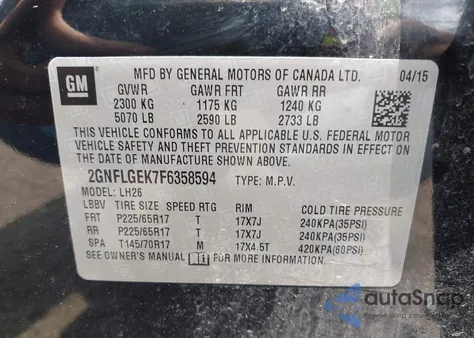 GM
MFD BY GENERAL MOTORS OF CANADA LTD. 04/15
GVWR GAWR FRT GAWR RR
2300 KG 1175 KG 1240 KG
5070 LB 2590 LB 2733 LB
THIS VEHICLE CONFORMS TO ALL APPLICABLE U.S. FEDERAL MOTOR
VEHICLE SAFETY AND THEFT PREVENTION STANDARDS IN EFFECT ON
THE DATE OF MANUFACTURE SHOWN ABOVE.
2GNFLGEK7F6358594 TYPE: M.P.V.
MODEL: LH26
LBBV TIRE SIZE SPEED RTG RIM COLD TIRE PRESSURE
FRT P225/65R17 T 17X7J 240KPA(35PSI)
RR P225/65R17 T 17X7J 240KPA(35PSI)
SPA T145/70R17 M 17X4.5T 420KPA(60PSI)
SEE OWNER'S MANUAL FOR MORE INFORMATION
autoSnap